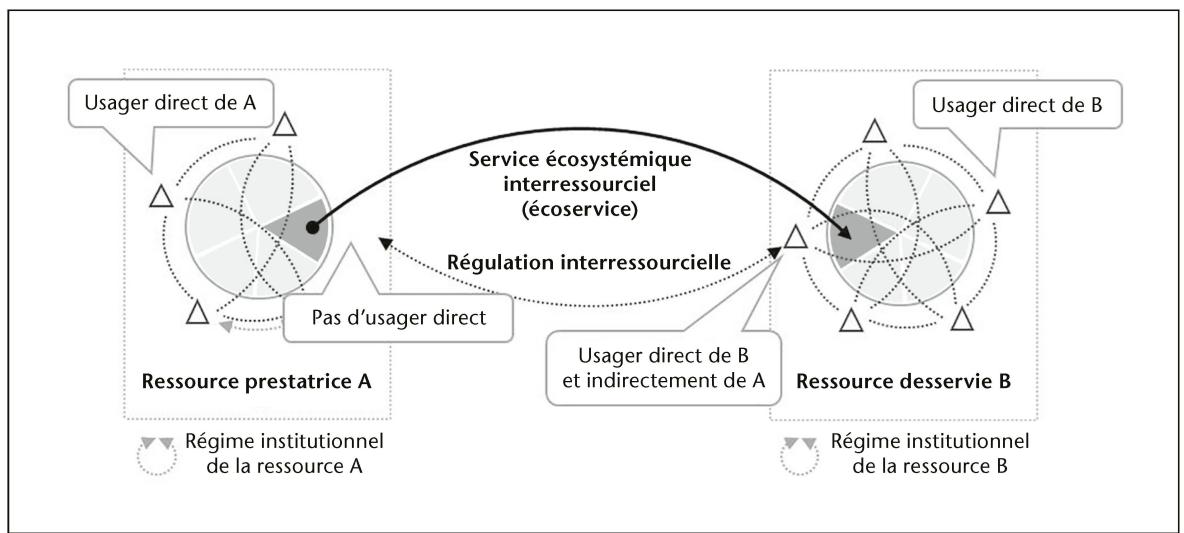 Usager direct de A
Usager direct de B
Service écosystémique
interressourciel
(écoservice)
Régulation interressourcielle
Pas d’usager direct
Usager direct de B
et indirectement de A
Ressource prestatrice A
Ressource desservie B
Régime institutionnel
de la ressource A
Régime institutionnel
de la ressource B